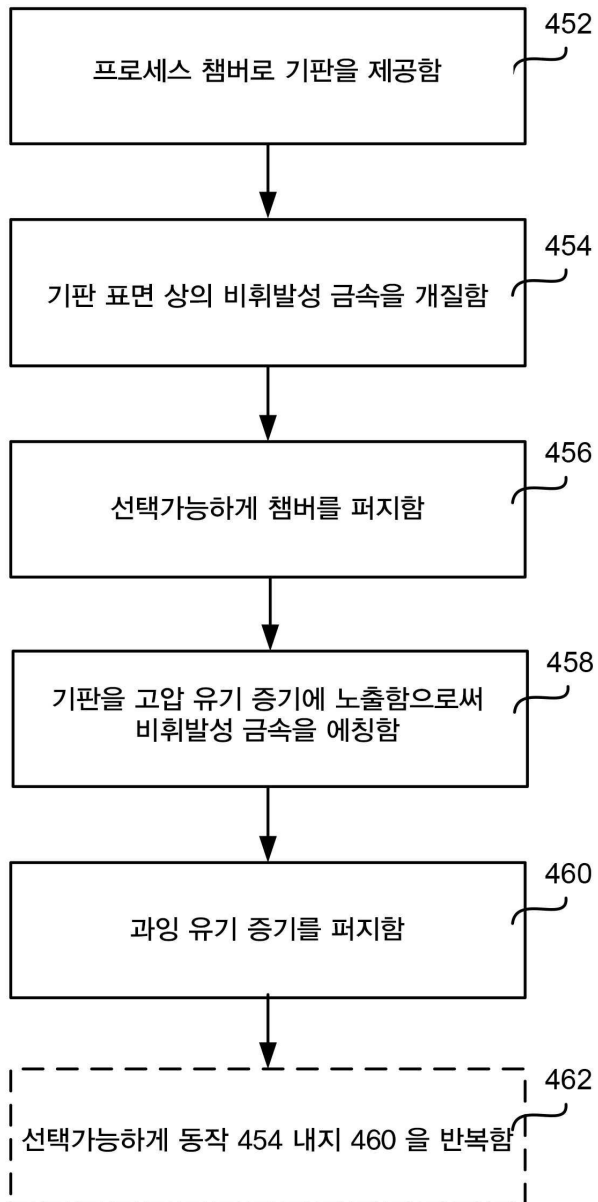 452
프로세스 챔버로 기판을 제공함
454
기판 표면 상의 비휘발성 금속을 개질함
456
선택가능하게 챔버를 퍼지함
458
기판을 고압 유기 증기에 노출함으로써
비휘발성 금속을 에칭함
460
과잉 유기 증기를 퍼지함
462
선택가능하게 동작 454 내지 460 을 반복함